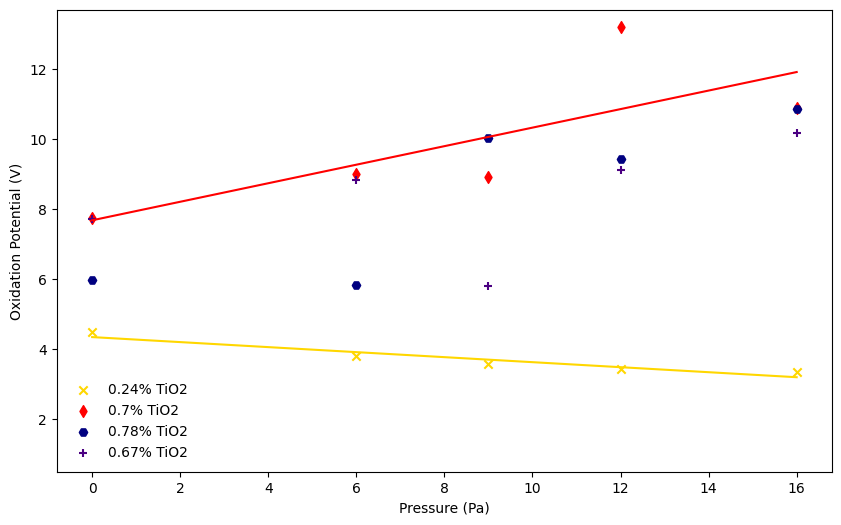 12
10
8
6
4
2
Oxidation Potential (V)
0.24% TiO2
0.7% TiO2
0.78% TiO2
0.67% TiO2
0 2 4 6 8 10 12 14 16
Pressure (Pa)